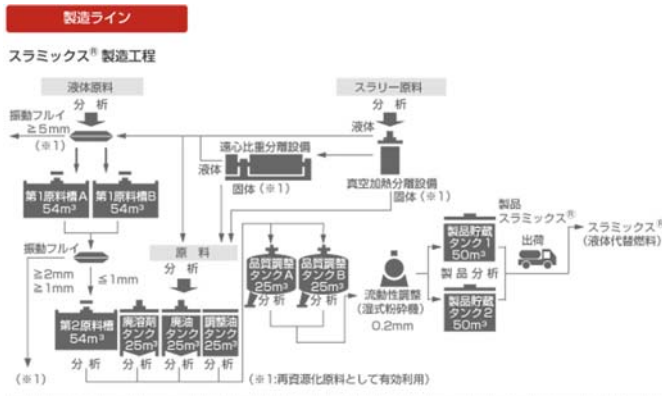 製造ライン
スラミックス® 製造工程
液体原料
分 析
スラリー原料
分 析
振動フルイ
≧5mm
(※1)
液体
遠心比重分離設備
液体
固体(※1)
真空加熱分離設備
固体(※1)
第1原料槽A
54m³
第1原料槽B
54m³
振動フルイ
≧2mm
≧1mm
≦1mm
原 料
分 析
品質調整
タンクA
25m³
分 析
品質調整
タンクB
25m³
分 析
流動性調整
(湿式粉砕機)
0.2mm
製品
スラミックス®
製品貯蔵
タンク1
50m³
製 品 分 析
製品貯蔵
タンク2
50m³
出荷
スラミックス®
(液体代替燃料)
第2原料槽
54m³
分 析
廃溶剤
タンク
25m³
分 析
廃油
タンク
25m³
分 析
調整油
タンク
25m³
分 析
(※1)
(※1:再資源化原料として有効利用)